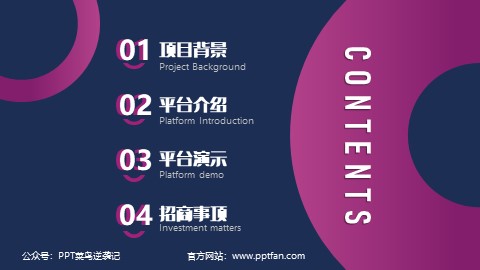 01 项目背景
Project Background
02 平台介绍
Platform Introduction
03 平台演示
Platform demo
04 招商事项
Investment matters
CONTENTS
公众号：PPT菜鸟逆袭记
官方网站：www.pptfan.com